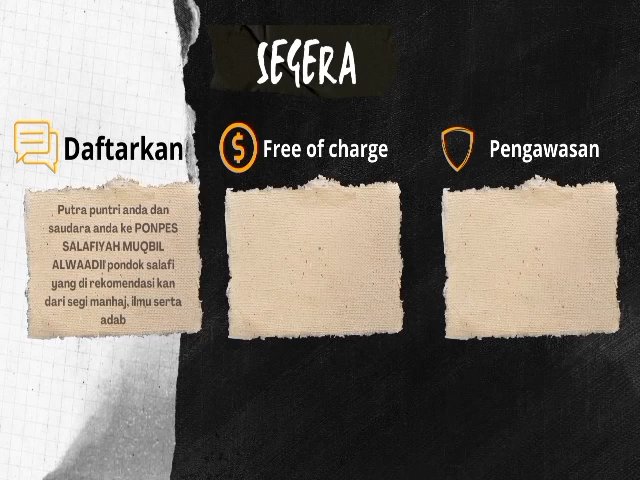 SEGERA
Daftarkan
Free of charge
Pengawasan
Putra puntri anda dan
saudara anda ke PONPES
SALAFIYAH MUQBIL
ALWAADII pondok salafi
yang di rekomendasi kan
dari segi manhaj, ilmu serta
adab